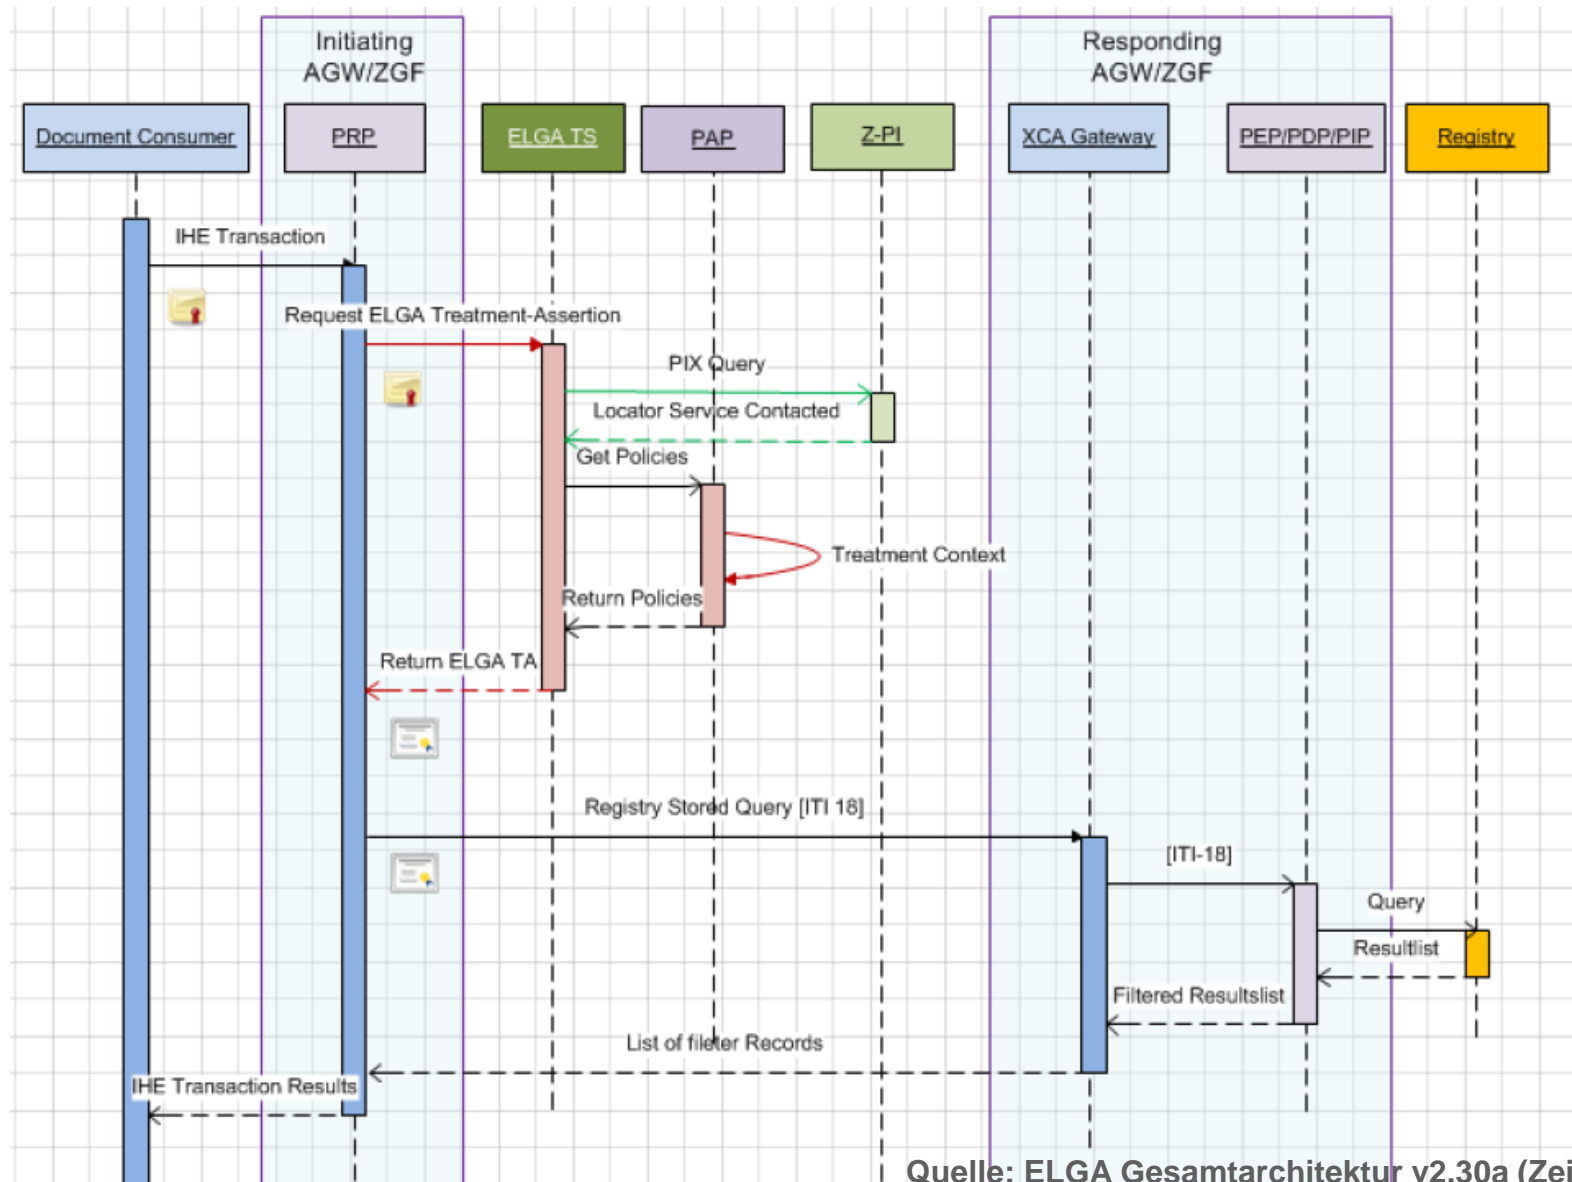 Initiating
AGW/ZGF
Responding
AGW/ZGF
Document Consumer
PRP
ELGA TS
PAP
Z-PI
XCA Gateway
PEP/PDP/PIP
Registry
IHE Transaction
Request ELGA Treatment-Assertion
PIX Query
Locator Service Contacted
Get Policies
Treatment Context
Return Policies
Return ELGA TA
Registry Stored Query [ITI 18]
[ITI-18]
Query
Resultlist
Filtered Resultslist
List of fileter Records
IHE Transaction Results
Quelle: ELGA Gesamtarchitektur v2.30a (Zei